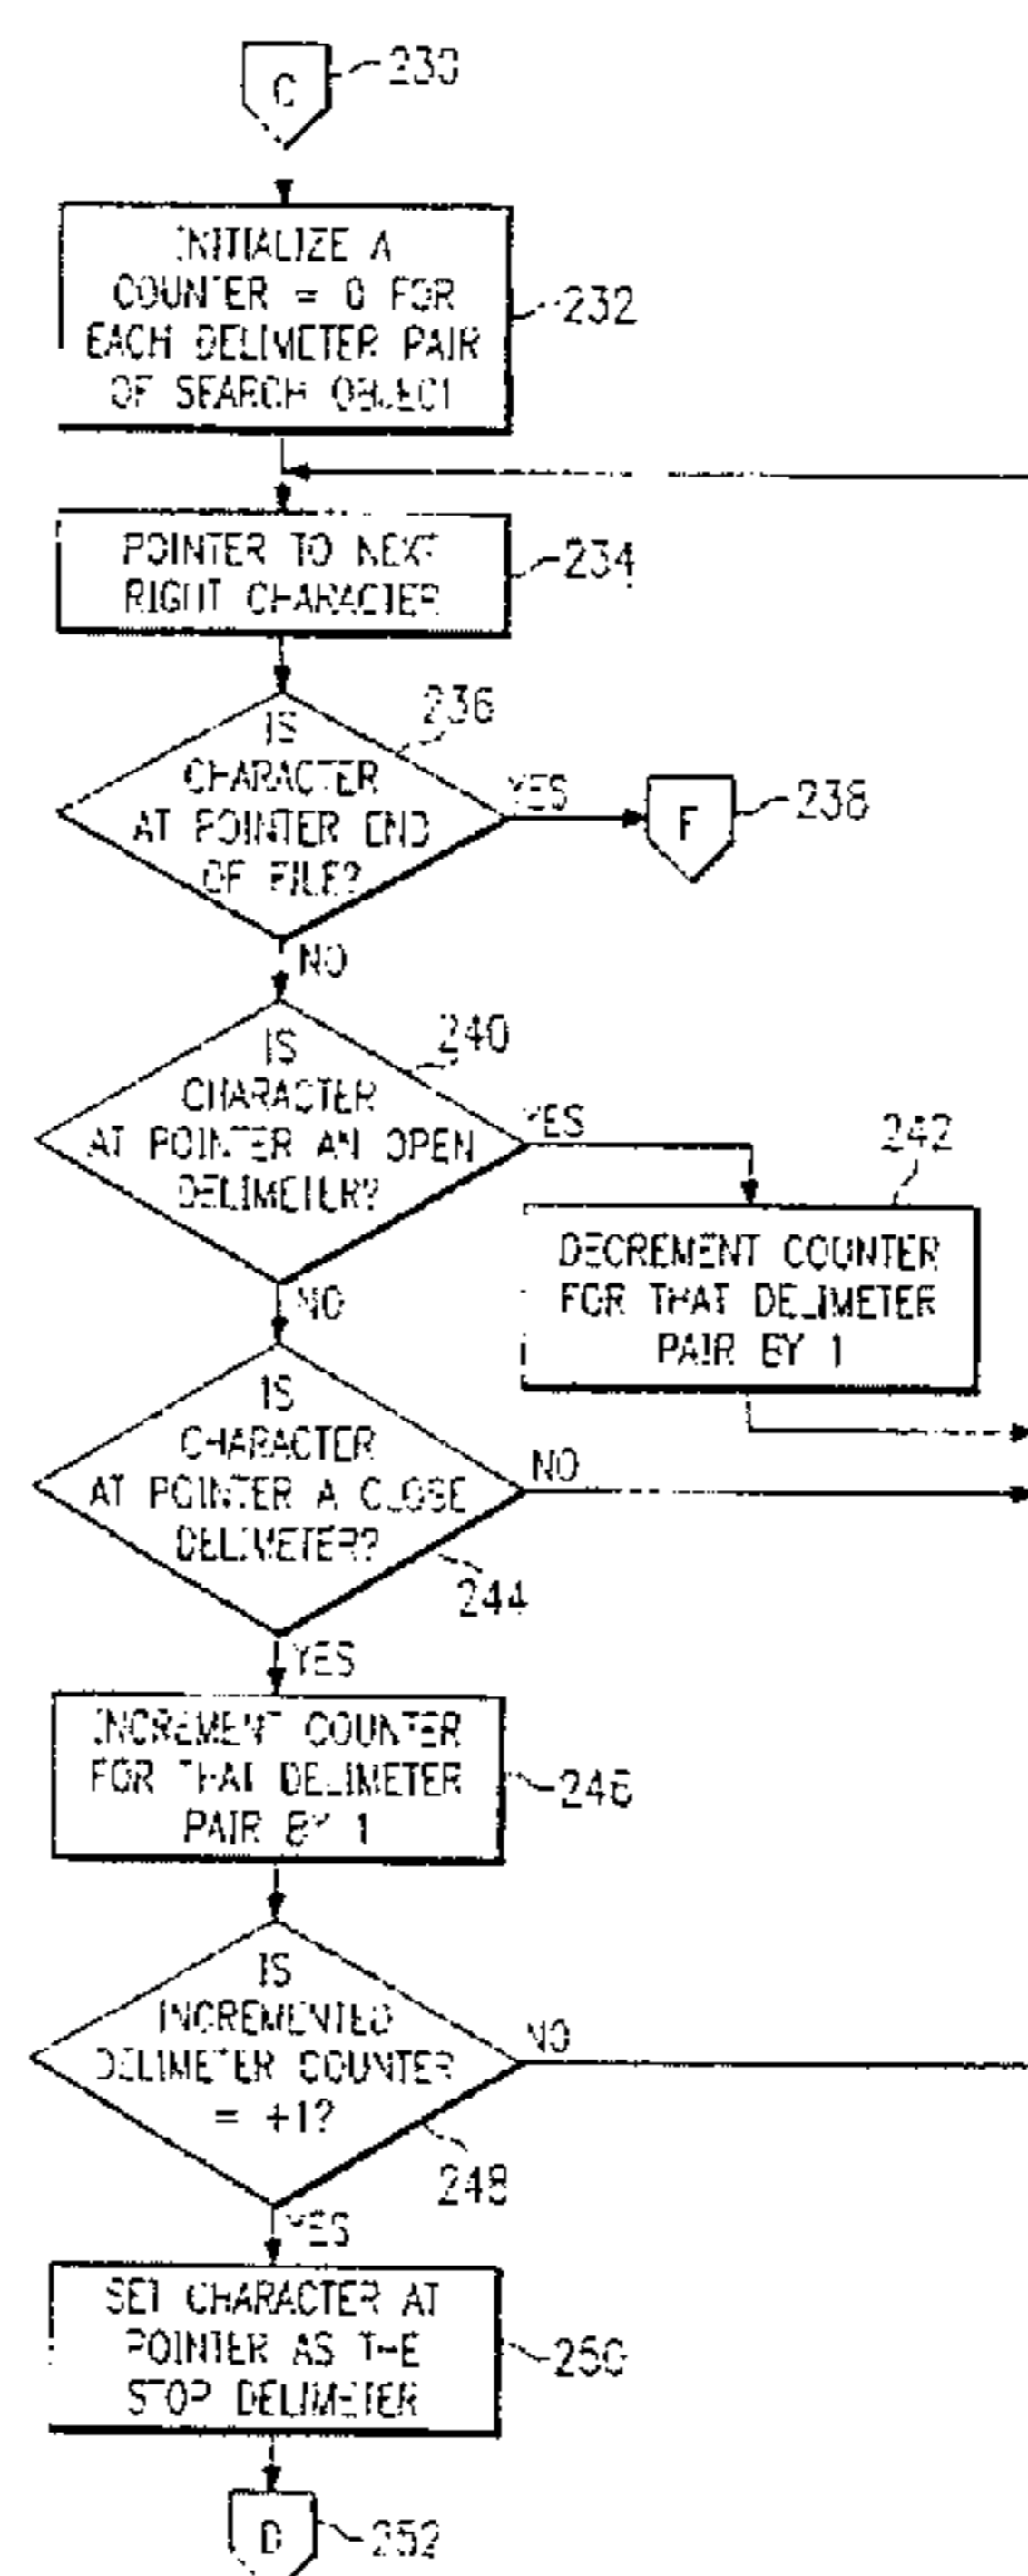 C
230
INITIALIZE A
COUNTER = 0 FOR
EACH DELIMETER PAIR
OF SEARCH OBJECT
232
POINTER TO NEXT
RIGHT CHARACTER
234
IS
CHARACTER
AT POINTER END
OF FILE?
236
YES
F
238
NO
IS
CHARACTER
AT POINTER AN OPEN
DELIMETER?
240
YES
242
DECREMENT COUNTER
FOR THAT DELIMETER
PAIR BY 1
NO
IS
CHARACTER
AT POINTER A CLOSE
DELIMETER?
NO
244
YES
INCREMENT COUNTER
FOR THAT DELIMETER
PAIR BY 1
246
IS
INCREMENTED
DELIMETER COUNTER
= +1?
NO
248
YES
SET CHARACTER AT
POINTER AS THE
STOP DELIMETER
250
D
252